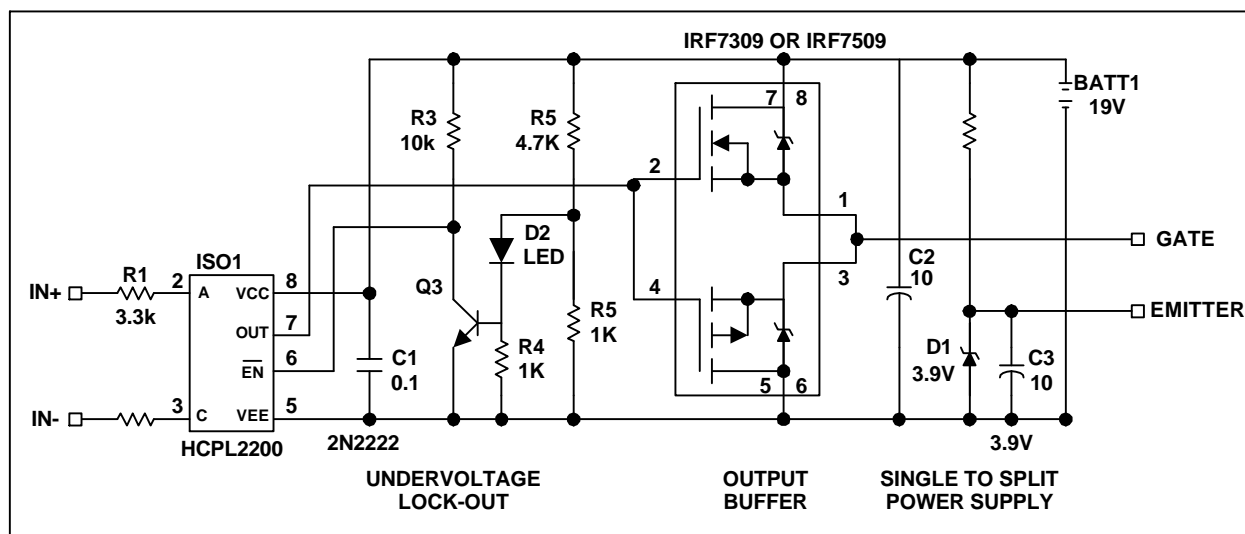 IRF7309 OR IRF7509
BATT1
19V
R3
10k
R5
4.7K
7 8
2
1
D2
LED
GATE
ISO1
R1
3.3k
IN+
2
A
VCC
8
Q3
3
C2
10
OUT
7
4
EMITTER
R5
1K
EN
6
C1
0.1
R4
1K
D1
3.9V
C3
10
5 6
IN-
3
C
VEE
5
HCPL2200
2N2222
3.9V
UNDERVOLTAGE
LOCK-OUT
OUTPUT
BUFFER
SINGLE TO SPLIT
POWER SUPPLY